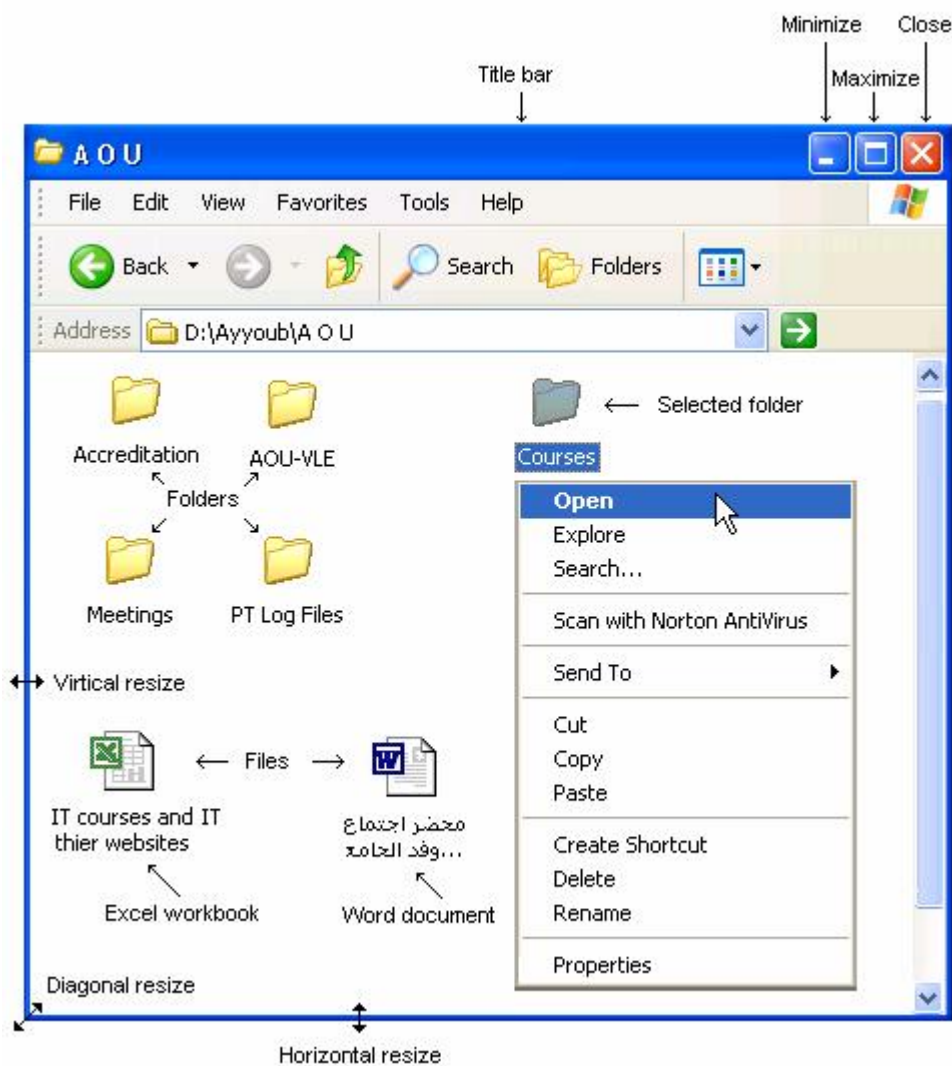 Minimize Close
Title bar Maximize
A O U
File Edit View Favorites Tools Help
Back Search Folders
Address D:\Ayyoub\A O U
Selected folder
Accreditation AOU-VLE Courses
Folders
Meetings PT Log Files
Open
Explore
Search...
Scan with Norton AntiVirus
Send To
Cut
Copy
Paste
Create Shortcut
Delete
Rename
Properties
Virtical resize
Files
IT courses and IT
thier websites
محضر اجتماع
وفد الجامع...
Excel workbook Word document
Diagonal resize
Horizontal resize